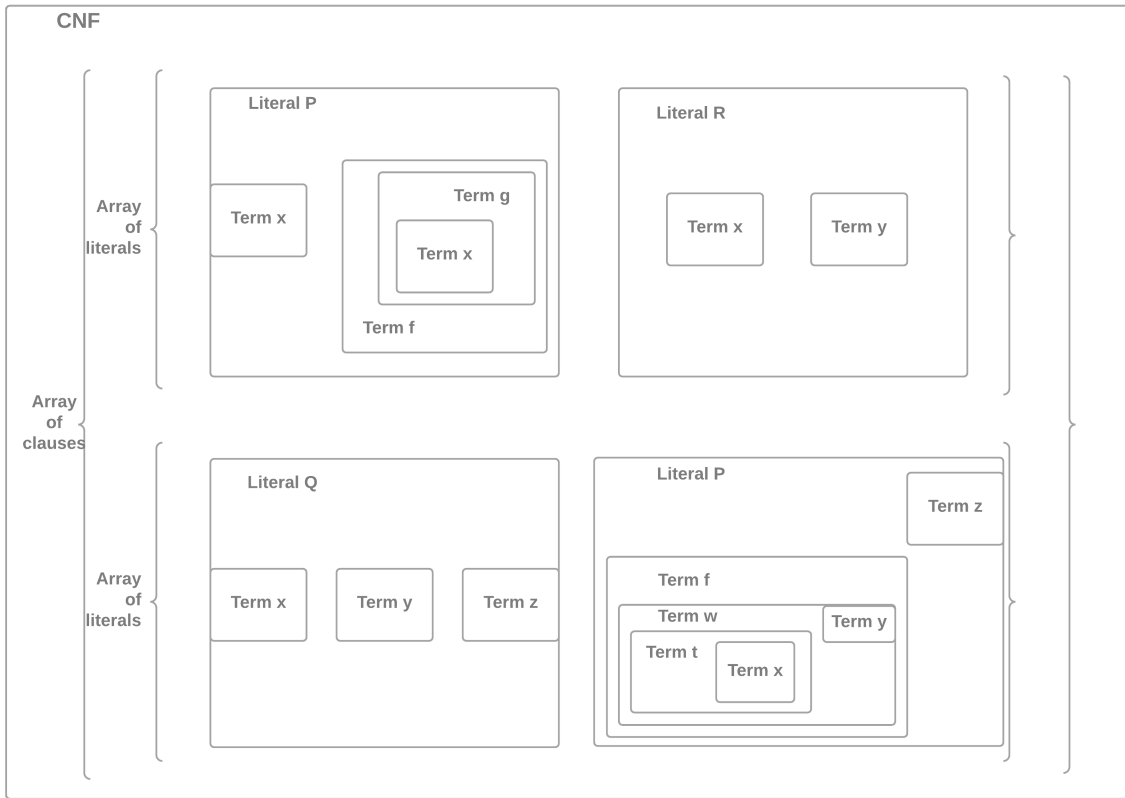 CNF
Literal P
Literal R
Term x
Term g
Term x
Term f
Term x
Term y
Array
of
literals
Array
of
clauses
Literal Q
Term x
Term y
Term z
Literal P
Term z
Term f
Term w
Term y
Term t
Term x
Array
of
literals